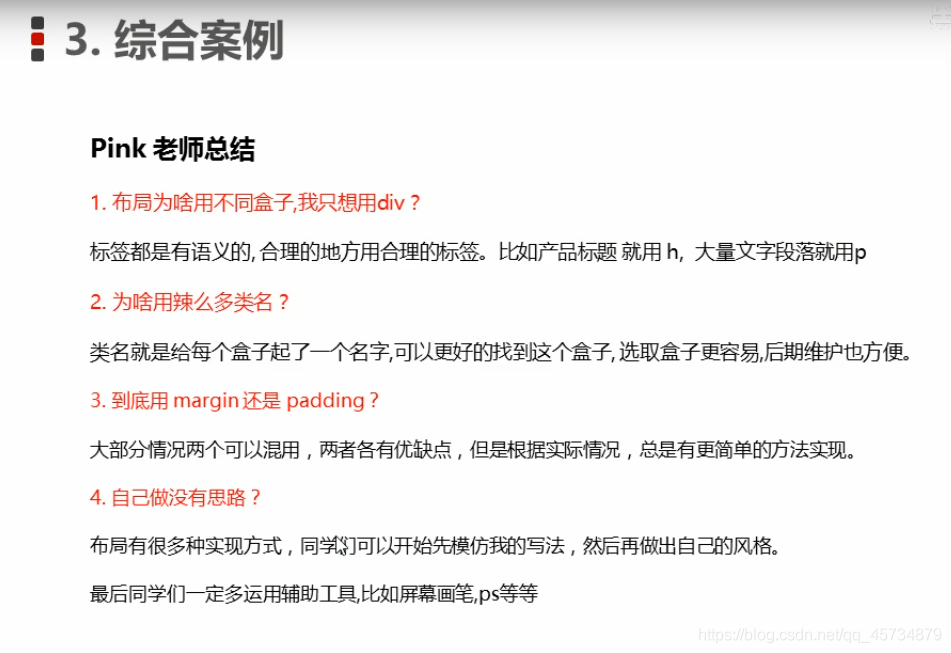 3. 综合案例
Pink 老师总结
1. 布局为啥用不同盒子,我只想用div？
标签都是有语义的, 合理的地方用合理的标签。比如产品标题 就用 h, 大量文字段落就用p
2. 为啥用辣么多类名？
类名就是给每个盒子起了一个名字,可以更好的找到这个盒子, 选取盒子更容易,后期维护也方便。
3. 到底用 margin 还是 padding？
大部分情况两个可以混用，两者各有优缺点，但是根据实际情况，总是有更简单的方法实现。
4. 自己做没有思路？
布局有很多种实现方式，同学们可以开始先模仿我的写法，然后再做出自己的风格。
最后同学们一定多运用辅助工具,比如屏幕画笔,ps等等
https://blog.csdn.net/qq_45734879